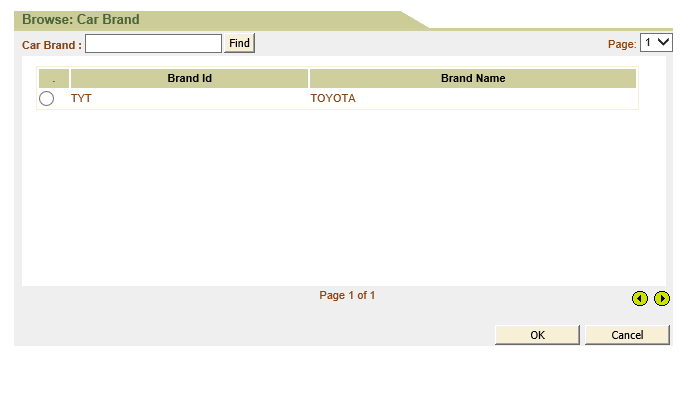 Browse: Car Brand
Car Brand : Find Page: 1
. Brand Id Brand Name
TYT TOYOTA
Page 1 of 1
OK Cancel